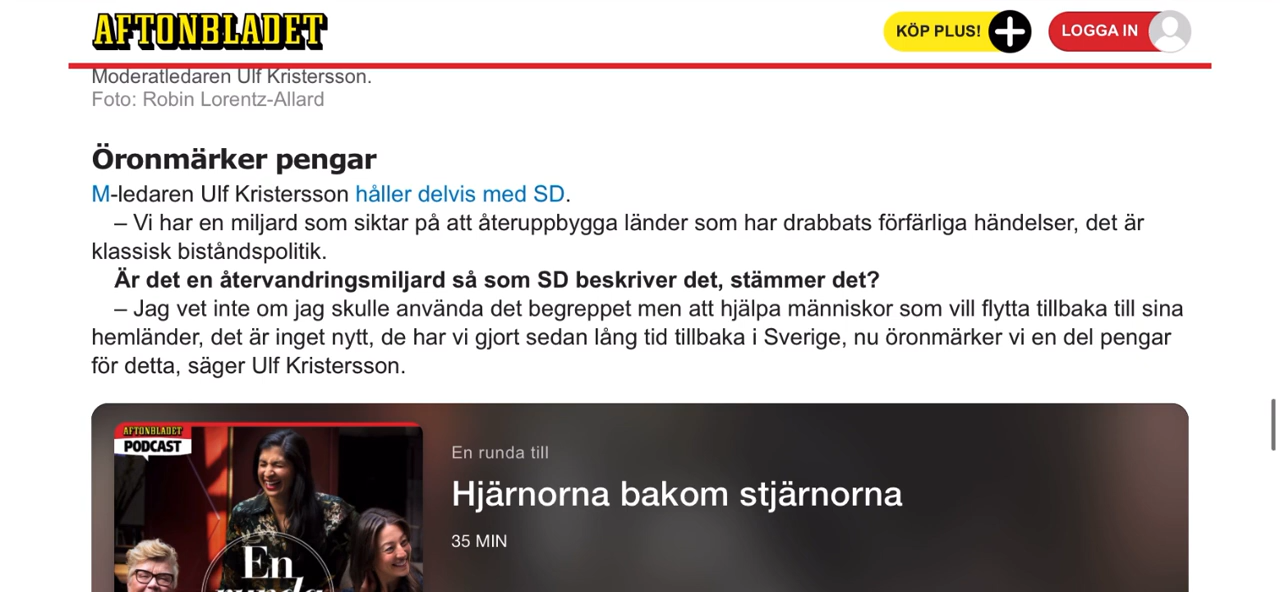 AFTONBLADET
KÖP PLUS!
LOGGA IN
Moderatledaren Ulf Kristersson.
Foto: Robin Lorentz-Allard
Öronmärker pengar
M-ledaren Ulf Kristersson håller delvis med SD.
– Vi har en miljard som siktar på att återuppbygga länder som har drabbats förfärliga händelser, det är
klassisk biståndspolitik.
Är det en återvandringsmiljard så som SD beskriver det, stämmer det?
– Jag vet inte om jag skulle använda det begreppet men att hjälpa människor som vill flytta tillbaka till sina
hemländer, det är inget nytt, de har vi gjort sedan lång tid tillbaka i Sverige, nu öronmärker vi en del pengar
för detta, säger Ulf Kristersson.
AFTONBLADET
PODCAST
En runda till
Hjärnorna bakom stjärnorna
35 MIN
En
runda